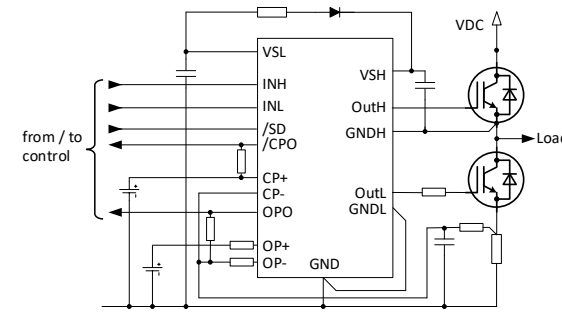 VDC
VSL
VSH
INH
INL
OutH
/SD
GNDH
/CPO
Load
from / to
control
CP+
CP-
OutL
OPO
GNDL
OP+
OP-
GND